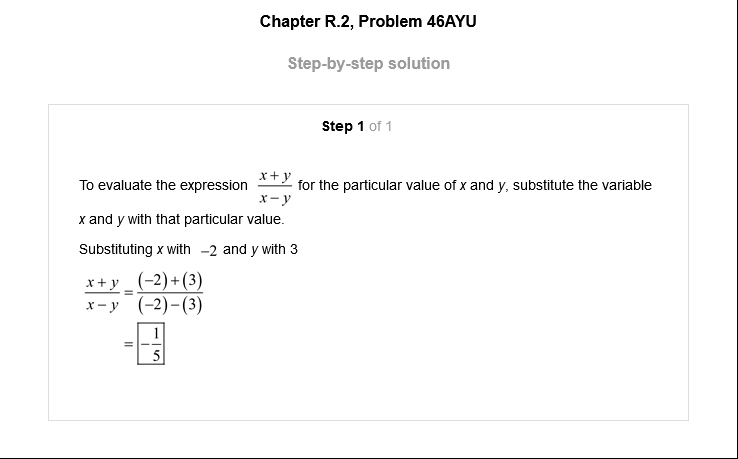 Chapter R.2, Problem 46AYU
Step-by-step solution
Step 1 of 1
To evaluate the expression \frac{x+y}{x-y} for the particular value of x and y, substitute the variable
x and y with that particular value.
Substituting x with −2 and y with 3
\frac{x+y}{x-y} = \frac{(-2)+(3)}{(-2)-(3)}
= -\frac{1}{5}